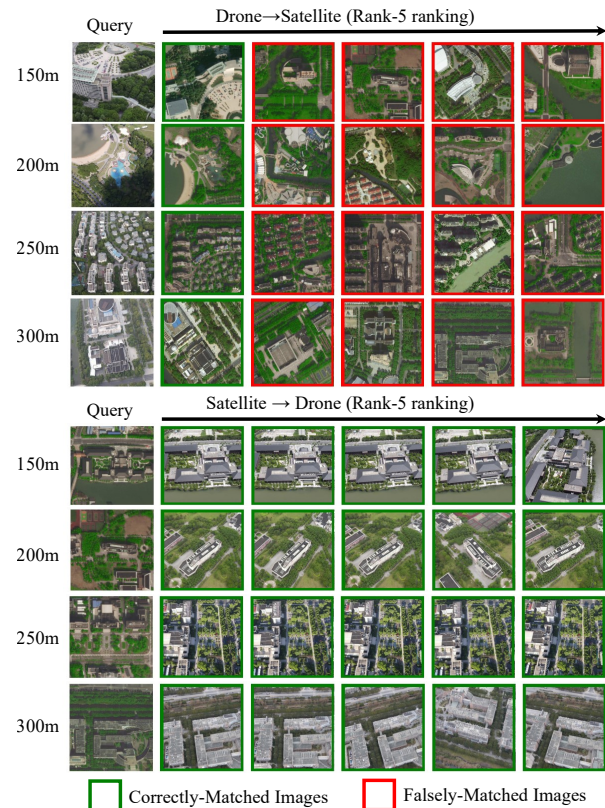 Query
Drone→Satellite (Rank-5 ranking)
150m
200m
250m
300m
Query
Satellite → Drone (Rank-5 ranking)
150m
200m
250m
300m
Correctly-Matched Images
Falsely-Matched Images